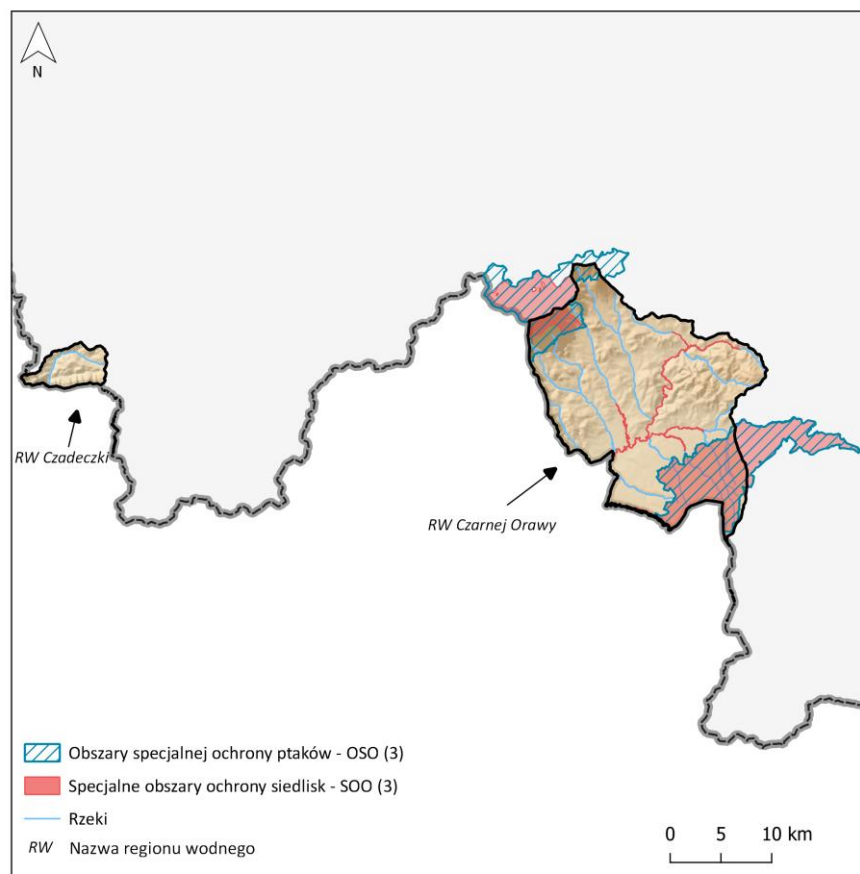 N
RW Czadeczki
RW Czarnej Orawy
Obszary specjalnej ochrony ptaków - OSO (3)
Specjalne obszary ochrony siedlisk - SOO (3)
Rzeki
RW Nazwa regionu wodnego
0 5 10 km